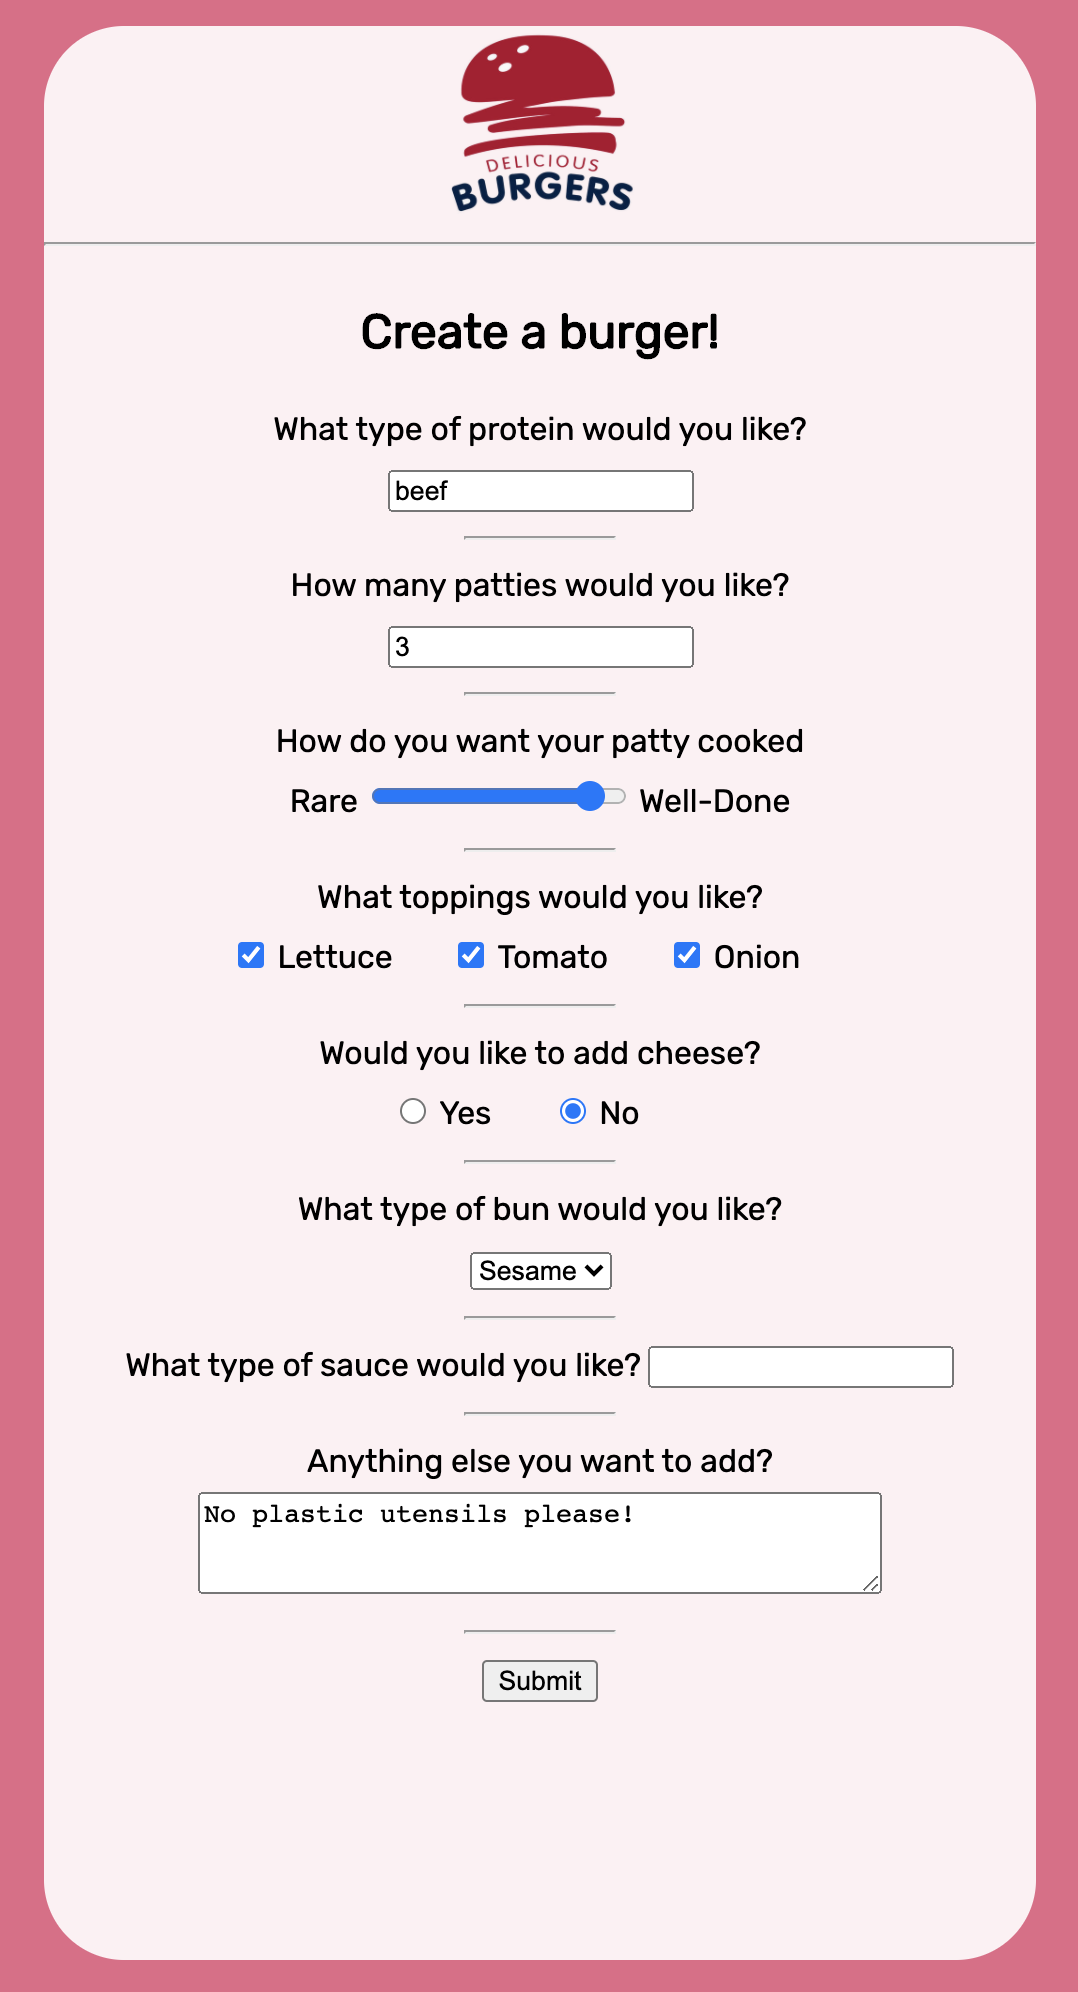 DELICIOUS
BURGERS
Create a burger!
What type of protein would you like?
beef
How many patties would you like?
3
How do you want your patty cooked
Rare Well-Done
What toppings would you like?
Lettuce Tomato Onion
Would you like to add cheese?
Yes No
What type of bun would you like?
Sesame
What type of sauce would you like?
Anything else you want to add?
No plastic utensils please!
Submit